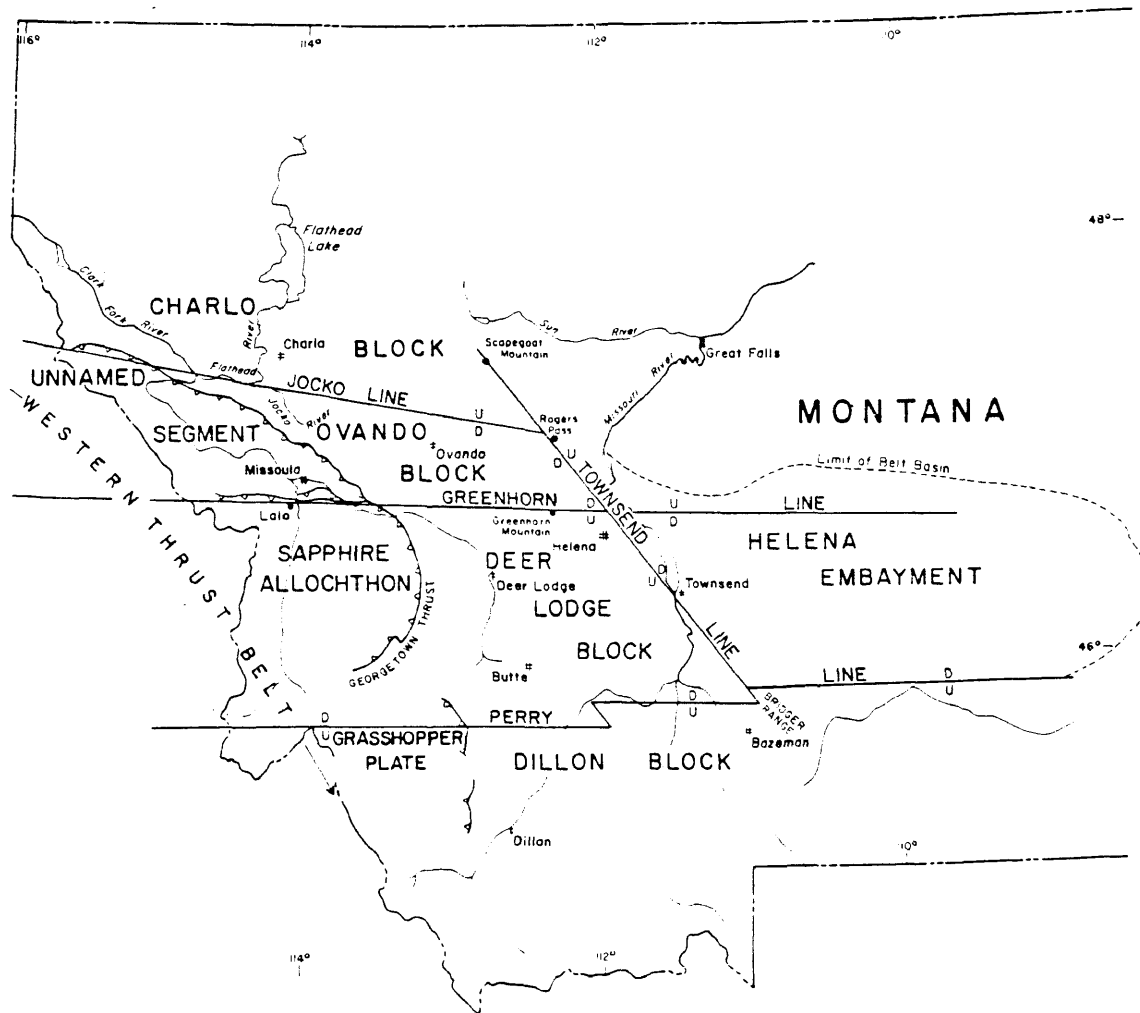 116°
114°
112°
110°
48°
Flathead
Lake
Clark
Fork
River
CHARLO
River
Charlo
BLOCK
Sun
River
Scapegoat
Mountain
Great Falls
Missouri
River
UNNAMED
Flathead
JOCKO LINE
Jocko
River
U
D
Rogers
Pass
MONTANA
SEGMENT
OVANDO
Ovando
BLOCK
U
D
TOWNSEND
Limit of Belt Basin
WESTERN THRUST BELT
Missoula
Lolo
GREENHORN
D
U
U
D
LINE
Greenhorn
Mountain
Helena
HELENA
EMBAYMENT
SAPPHIRE
ALLOCHTHON
DEER
Deer Lodge
LODGE
BLOCK
D
U
Townsend
LINE
GEORGETOWN THRUST
Butte
46°
LINE
D
U
D
U
BRIDGER
RANGE
Bozeman
PERRY
D
U
GRASSHOPPER
PLATE
DILLON BLOCK
Dillon
110°
114°
112°